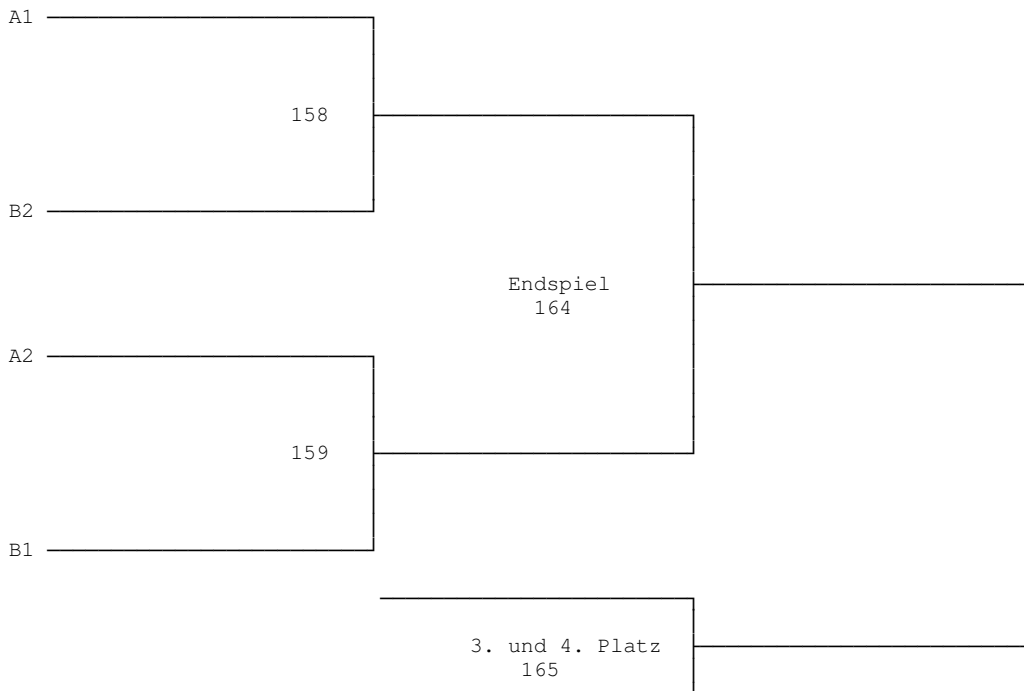 A1
158
B2
Endspiel
164
A2
159
B1
3. und 4. Platz
165